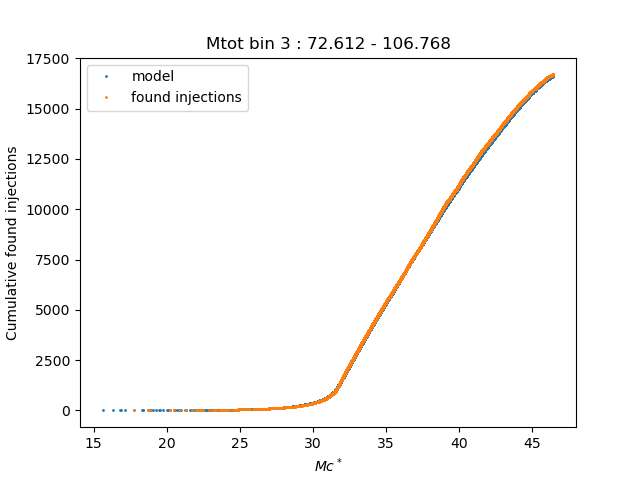 Mtot bin 3 : 72.612 - 106.768
model
found injections
Cumulative found injections
17500
15000
12500
10000
7500
5000
2500
0
15 20 25 30 35 40 45
Mc*